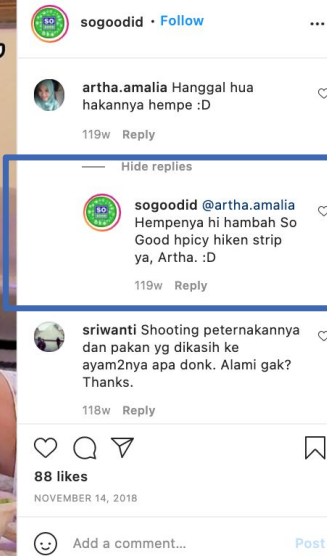 sogoodid • Follow
artha.amalia Hanggal hua
hakannya hempe :D
119w Reply
Hide replies
sogoodid @artha.amalia
Hempenya hi hambah So
Good hpicy hiken strip
ya, Artha. :D
119w Reply
sriwanti Shooting peternakannya
dan pakan yg dikasih ke
ayam2nya apa donk. Alami gak?
Thanks.
118w Reply
88 likes
NOVEMBER 14, 2018
Add a comment...
Post